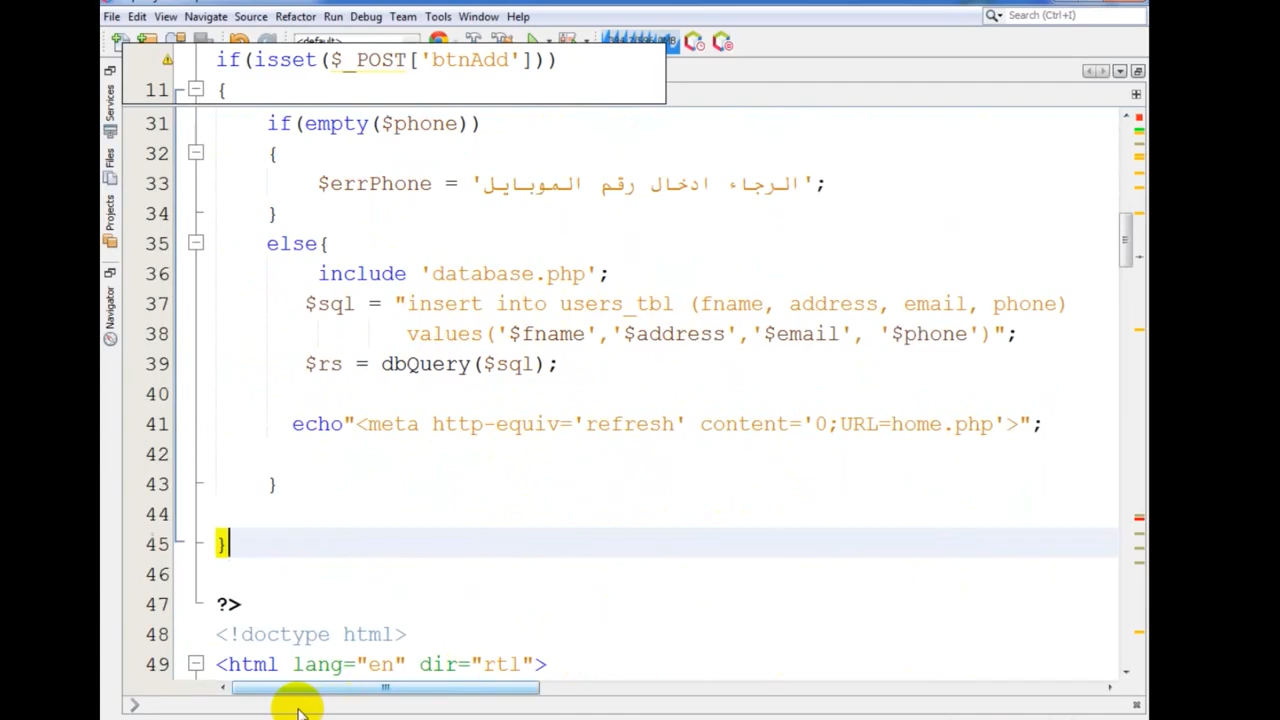 File Edit View Navigate Source Refactor Run Debug Team Tools Window Help
Search (Ctrl+I)
if(isset($_POST['btnAdd']))
11 {
31 if(empty($phone))
32 {
33 $errPhone = 'الرجاء ادخال رقم الموبايل';
34 }
35 else{
36 include 'database.php';
37 $sql = "insert into users_tbl (fname, address, email, phone)
38 values('$fname','$address','$email', '$phone')";
39 $rs = dbQuery($sql);
40
41 echo"<meta http-equiv='refresh' content='0;URL=home.php'>";
42
43 }
44
45 }
46
47 ?>
48 <!doctype html>
49 <html lang="en" dir="rtl">
Services
Files
Projects
Navigator